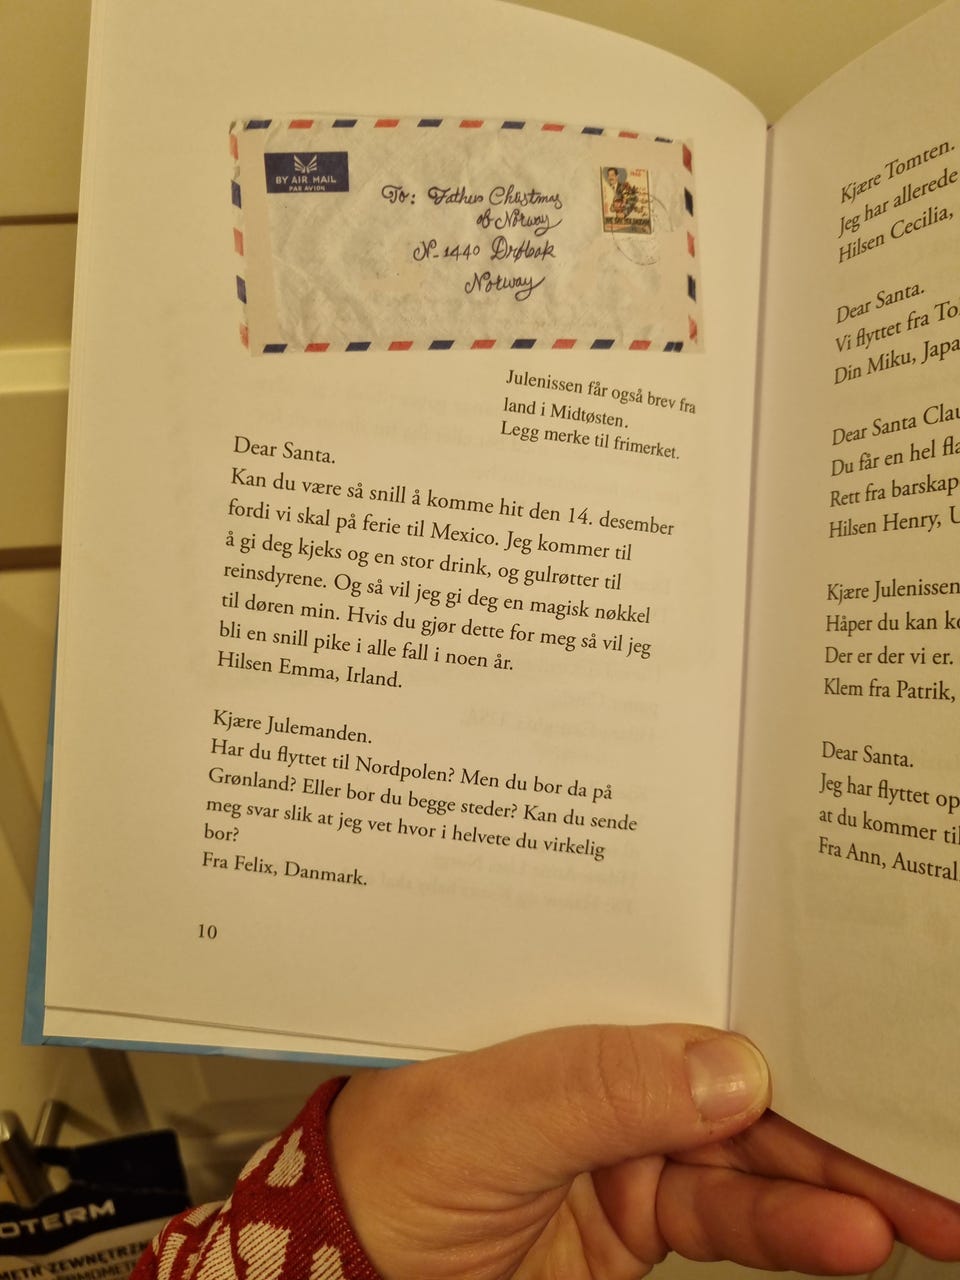 BY AIR MAIL
PAR AVION
To: Father Christmas
of Norway
N-1440 Drøbak
Norway
Julenissen får også brev fra
land i Midtøsten.
Legg merke til frimerket.
Dear Santa.
Kan du være så snill å komme hit den 14. desember
fordi vi skal på ferie til Mexico. Jeg kommer til
å gi deg kjeks og en stor drink, og gulrøtter til
reinsdyrene. Og så vil jeg gi deg en magisk nøkkel
til døren min. Hvis du gjør dette for meg så vil jeg
bli en snill pike i alle fall i noen år.
Hilsen Emma, Irland.
Kjære Julemanden.
Har du flyttet til Nordpolen? Men du bor da på
Grønland? Eller bor du begge steder? Kan du sende
meg svar slik at jeg vet hvor i helvete du virkelig
bor?
Fra Felix, Danmark.
10
Kjære Tomten.
Jeg har allerede
Hilsen Cecilia,
Dear Santa.
Vi flyttet fra
Din Miku,
Dear Santa
Du får en hel
Rett fra
Hilsen Henry,
Kjære Julenissen
Håper du kan
Der er der vi er.
Klem fra Patrik,
Dear Santa.
Jeg har flyttet
at du kommer
Fra Ann,
OTERM
METR ZEWNĘTRZN